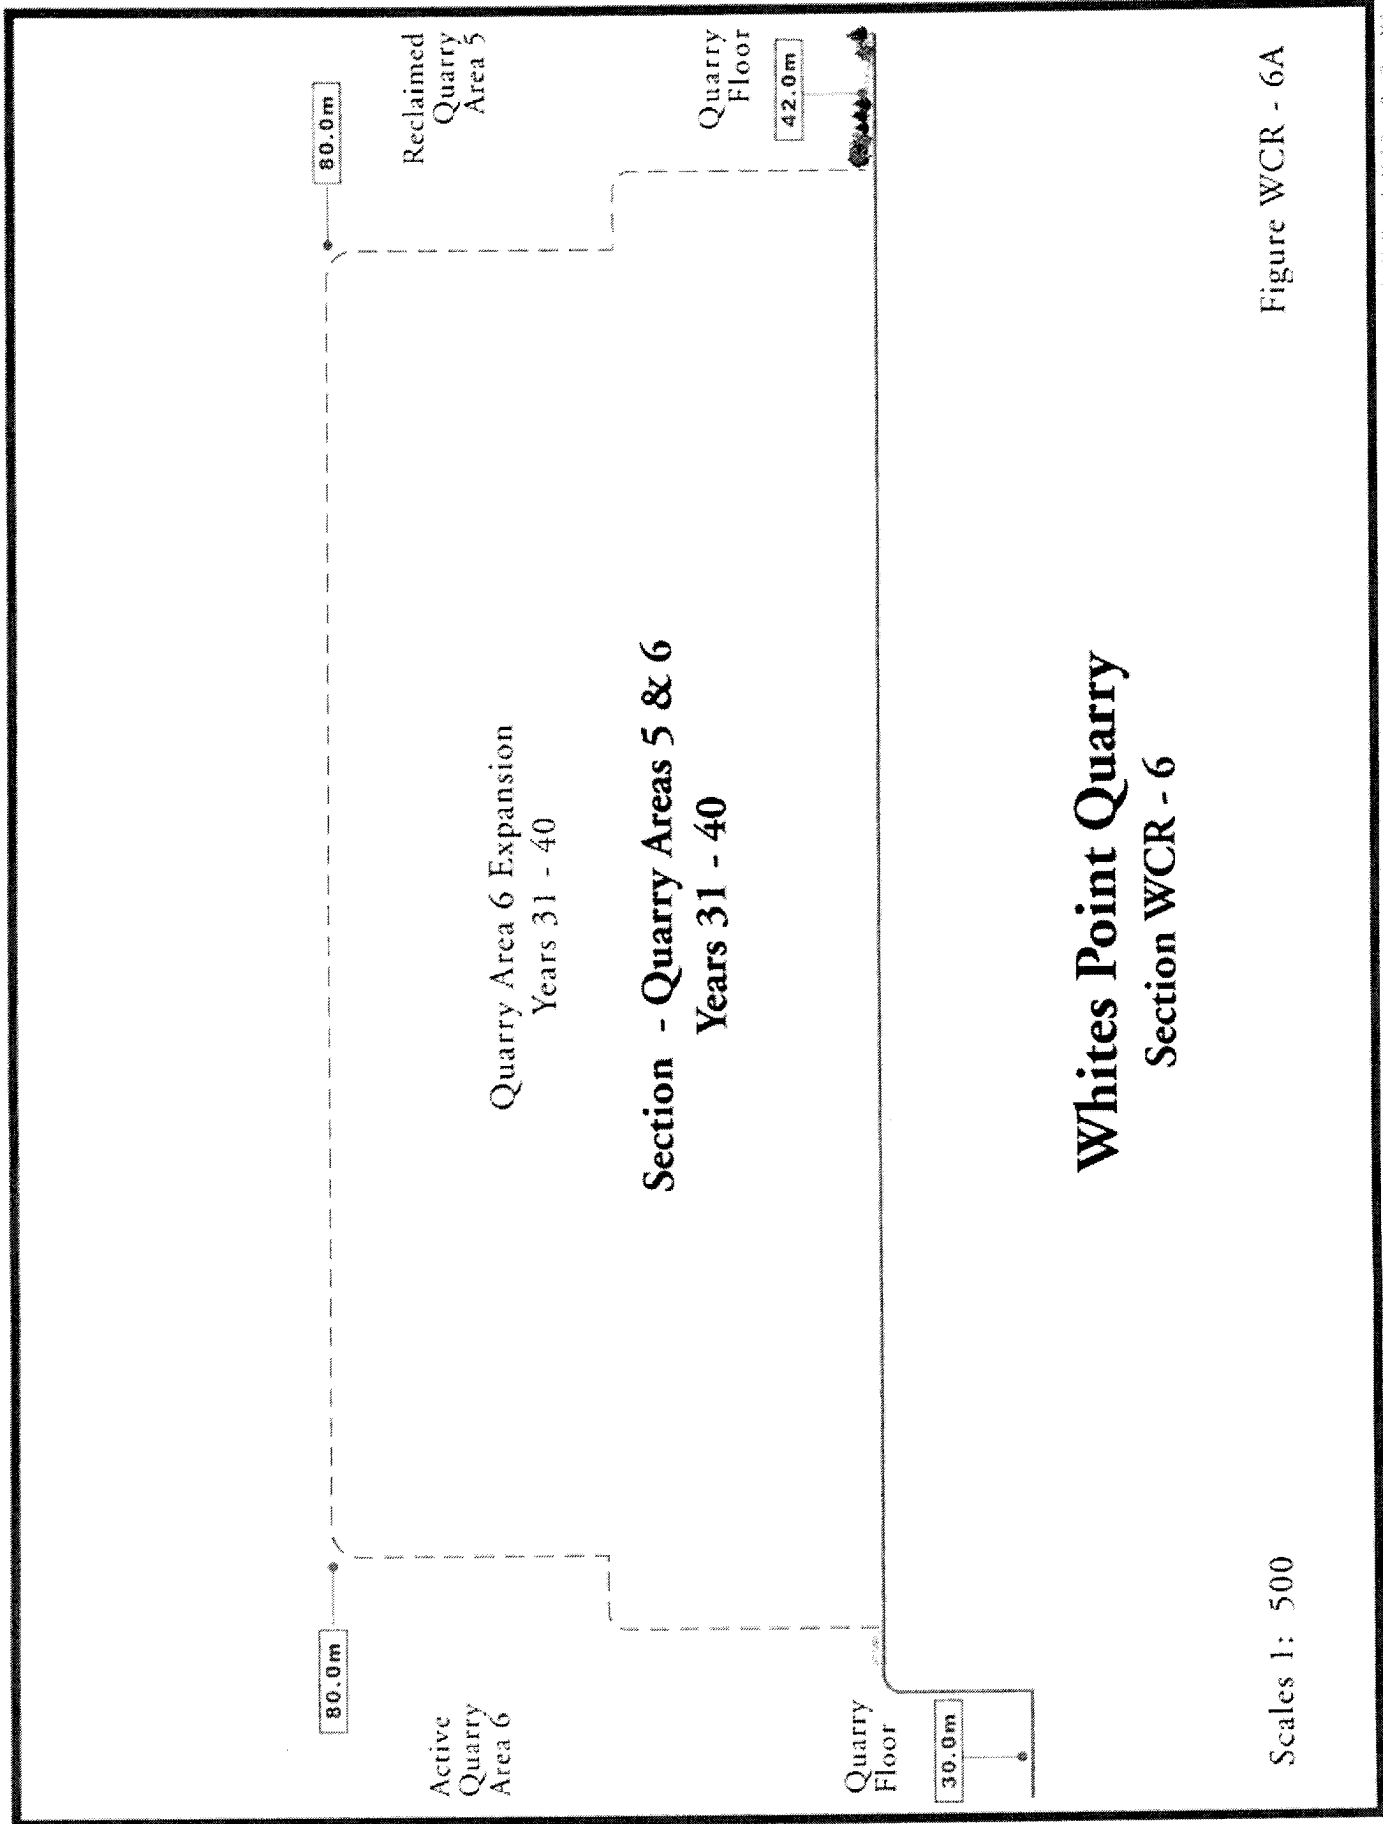 80.0m
80.0m
Active
Quarry
Area 6
Reclaimed
Quarry
Area 5
Quarry Area 6 Expansion
Years 31 - 40
Section - Quarry Areas 5 & 6
Years 31 - 40
Quarry
Floor
42.0m
Quarry
Floor
30.0m
Whites Point Quarry
Section WCR - 6
Scales 1: 500
Figure WCR - 6A